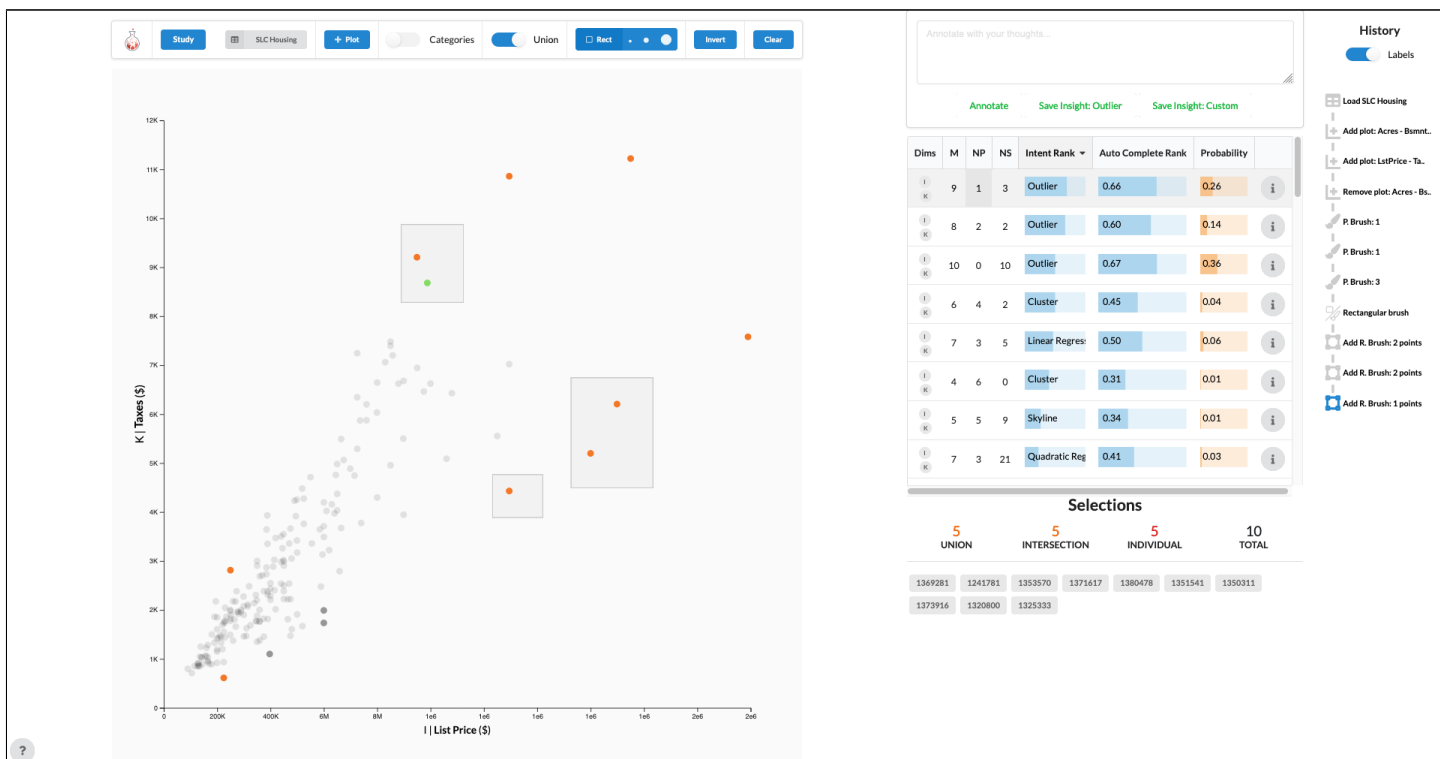 Study
SLC Housing
+ Plot
Categories
Union
Rect
Invert
Clear
12K
11K
10K
9K
8K
7K
6K
5K
4K
3K
2K
1K
0
K | Taxes ($)
0
200K
400K
6M
8M
1e6
1e6
1e6
1e6
1e6
2e6
I | List Price ($)
?
Annotate with your thoughts...
Annotate
Save Insight: Outlier
Save Insight: Custom
Dims M NP NS Intent Rank Auto Complete Rank Probability
I K 9 1 3 Outlier 0.66 0.26 i
I K 8 2 2 Outlier 0.60 0.14 i
I K 10 0 10 Outlier 0.67 0.36 i
I K 6 4 2 Cluster 0.45 0.04 i
I K 7 3 5 Linear Regres 0.50 0.06 i
I K 4 6 0 Cluster 0.31 0.01 i
I K 5 5 9 Skyline 0.34 0.01 i
I K 7 3 21 Quadratic Reg 0.41 0.03 i
Selections
5 5 5 10
UNION INTERSECTION INDIVIDUAL TOTAL
1369281 1241781 1353570 1371617 1380478 1351541 1350311
1373916 1320800 1325333
History
Labels
Load SLC Housing
Add plot: Acres - Bsmnt..
Add plot: LstPrice - Ta..
Remove plot: Acres - Bs..
P. Brush: 1
P. Brush: 1
P. Brush: 3
Rectangular brush
Add R. Brush: 2 points
Add R. Brush: 2 points
Add R. Brush: 1 points